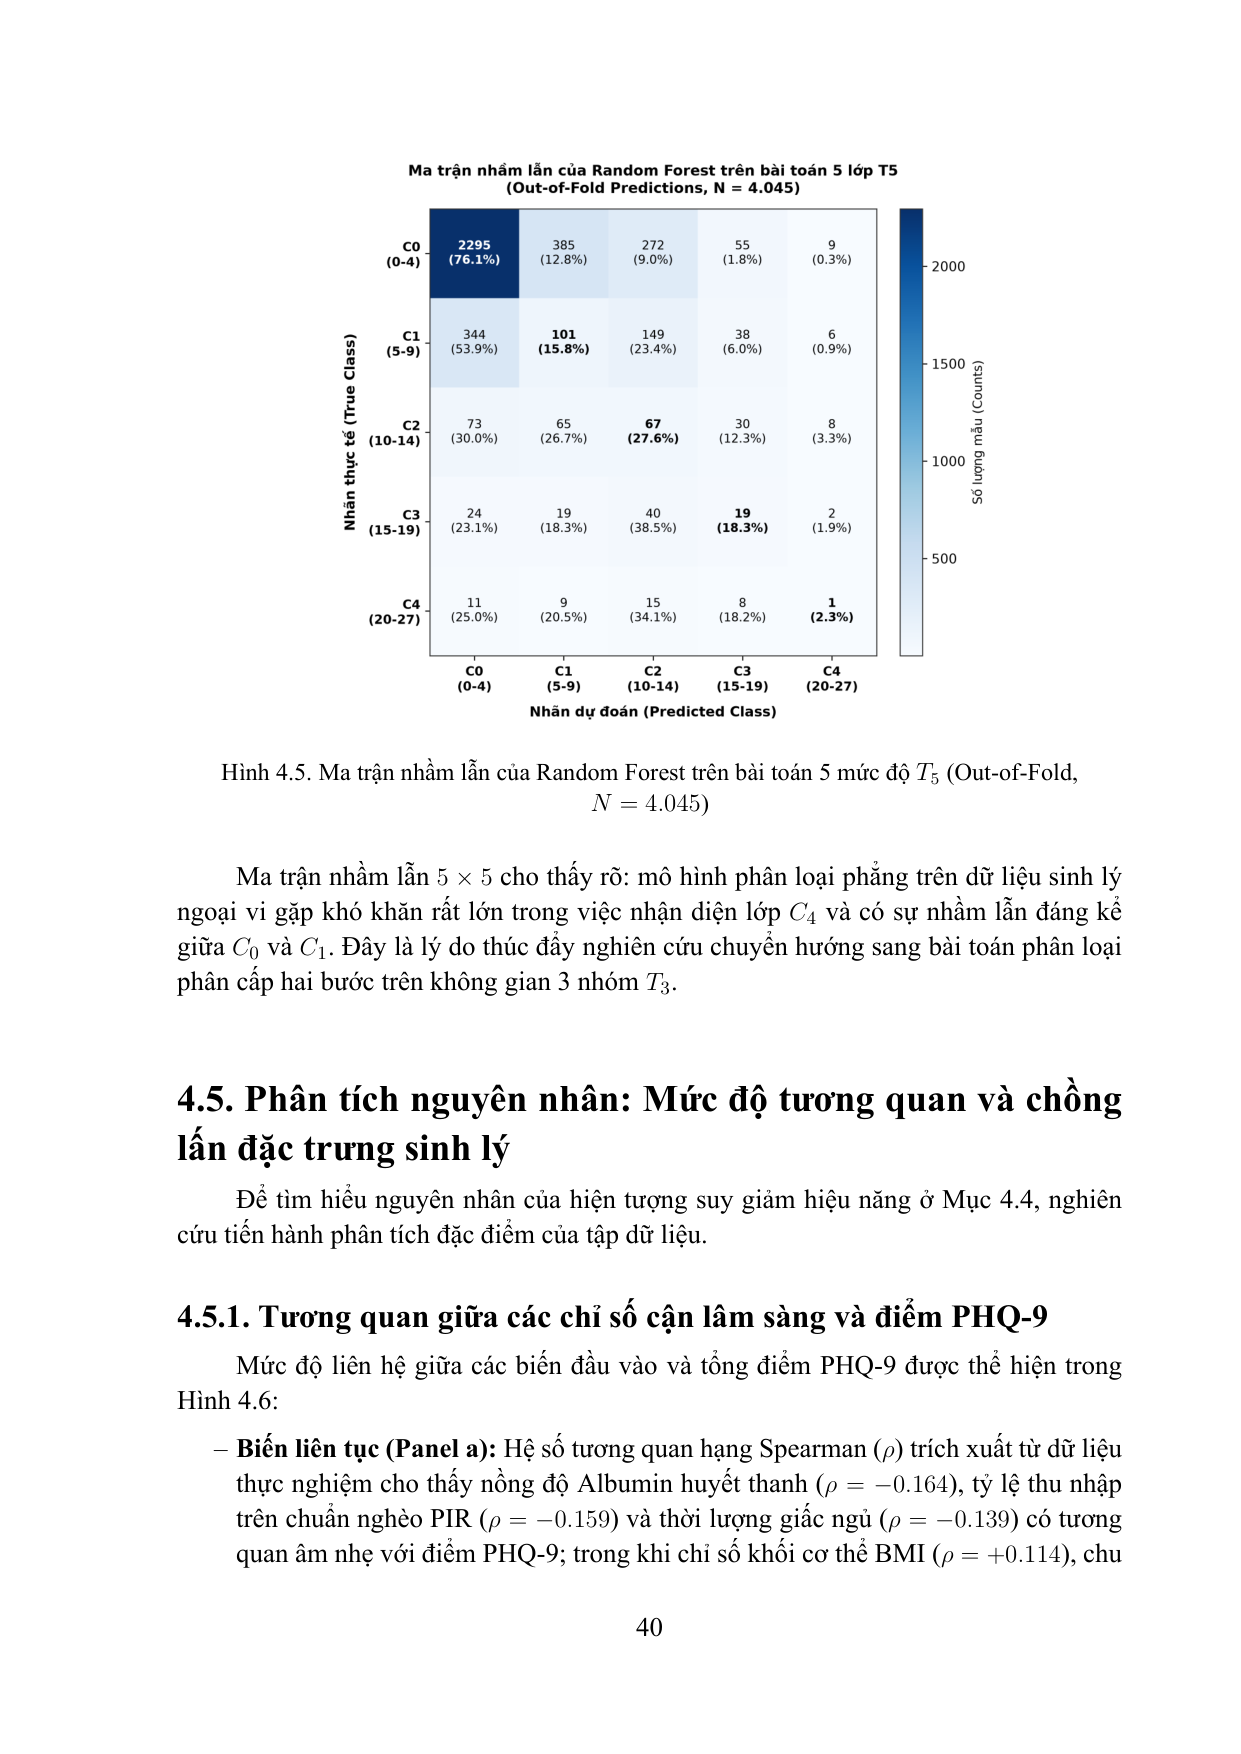 Ma trận nhầm lẫn của Random Forest trên bài toán 5 lớp T5
(Out-of-Fold Predictions, N = 4.045)
C0
(0-4)
2295
(76.1%)
385
(12.8%)
272
(9.0%)
55
(1.8%)
9
(0.3%)
C1
(5-9)
344
(53.9%)
101
(15.8%)
149
(23.4%)
38
(6.0%)
6
(0.9%)
C2
(10-14)
73
(30.0%)
65
(26.7%)
67
(27.6%)
30
(12.3%)
8
(3.3%)
C3
(15-19)
24
(23.1%)
19
(18.3%)
40
(38.5%)
19
(18.3%)
2
(1.9%)
C4
(20-27)
11
(25.0%)
9
(20.5%)
15
(34.1%)
8
(18.2%)
1
(2.3%)
C0
(0-4)
C1
(5-9)
C2
(10-14)
C3
(15-19)
C4
(20-27)
Nhãn dự đoán (Predicted Class)
Nhãn thực tế (True Class)
2000
1500
1000
500
Số lượng mẫu (Counts)
Hình 4.5. Ma trận nhầm lẫn của Random Forest trên bài toán 5 mức độ T₅ (Out-of-Fold,
N = 4.045)
Ma trận nhầm lẫn 5 × 5 cho thấy rõ: mô hình phân loại phẳng trên dữ liệu sinh lý
ngoại vi gặp khó khăn rất lớn trong việc nhận diện lớp C₄ và có sự nhầm lẫn đáng kể
giữa C₀ và C₁. Đây là lý do thúc đẩy nghiên cứu chuyển hướng sang bài toán phân loại
phân cấp hai bước trên không gian 3 nhóm T₃.
4.5. Phân tích nguyên nhân: Mức độ tương quan và chồng
lấn đặc trưng sinh lý
Để tìm hiểu nguyên nhân của hiện tượng suy giảm hiệu năng ở Mục 4.4, nghiên
cứu tiến hành phân tích đặc điểm của tập dữ liệu.
4.5.1. Tương quan giữa các chỉ số cận lâm sàng và điểm PHQ-9
Mức độ liên hệ giữa các biến đầu vào và tổng điểm PHQ-9 được thể hiện trong
Hình 4.6:
– Biến liên tục (Panel a): Hệ số tương quan hạng Spearman (ρ) trích xuất từ dữ liệu
thực nghiệm cho thấy nồng độ Albumin huyết thanh (ρ = −0.164), tỷ lệ thu nhập
trên chuẩn nghèo PIR (ρ = −0.159) và thời lượng giấc ngủ (ρ = −0.139) có tương
quan âm nhẹ với điểm PHQ-9; trong khi chỉ số khối cơ thể BMI (ρ = +0.114), chu
40